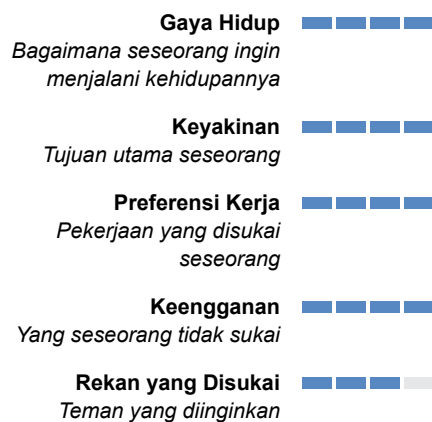 Gaya Hidup
Bagaimana seseorang ingin
menjalani kehidupannya
Keyakinan
Tujuan utama seseorang
Preferensi Kerja
Pekerjaan yang disukai
seseorang
Keengganan
Yang seseorang tidak sukai
Rekan yang Disukai
Teman yang diinginkan